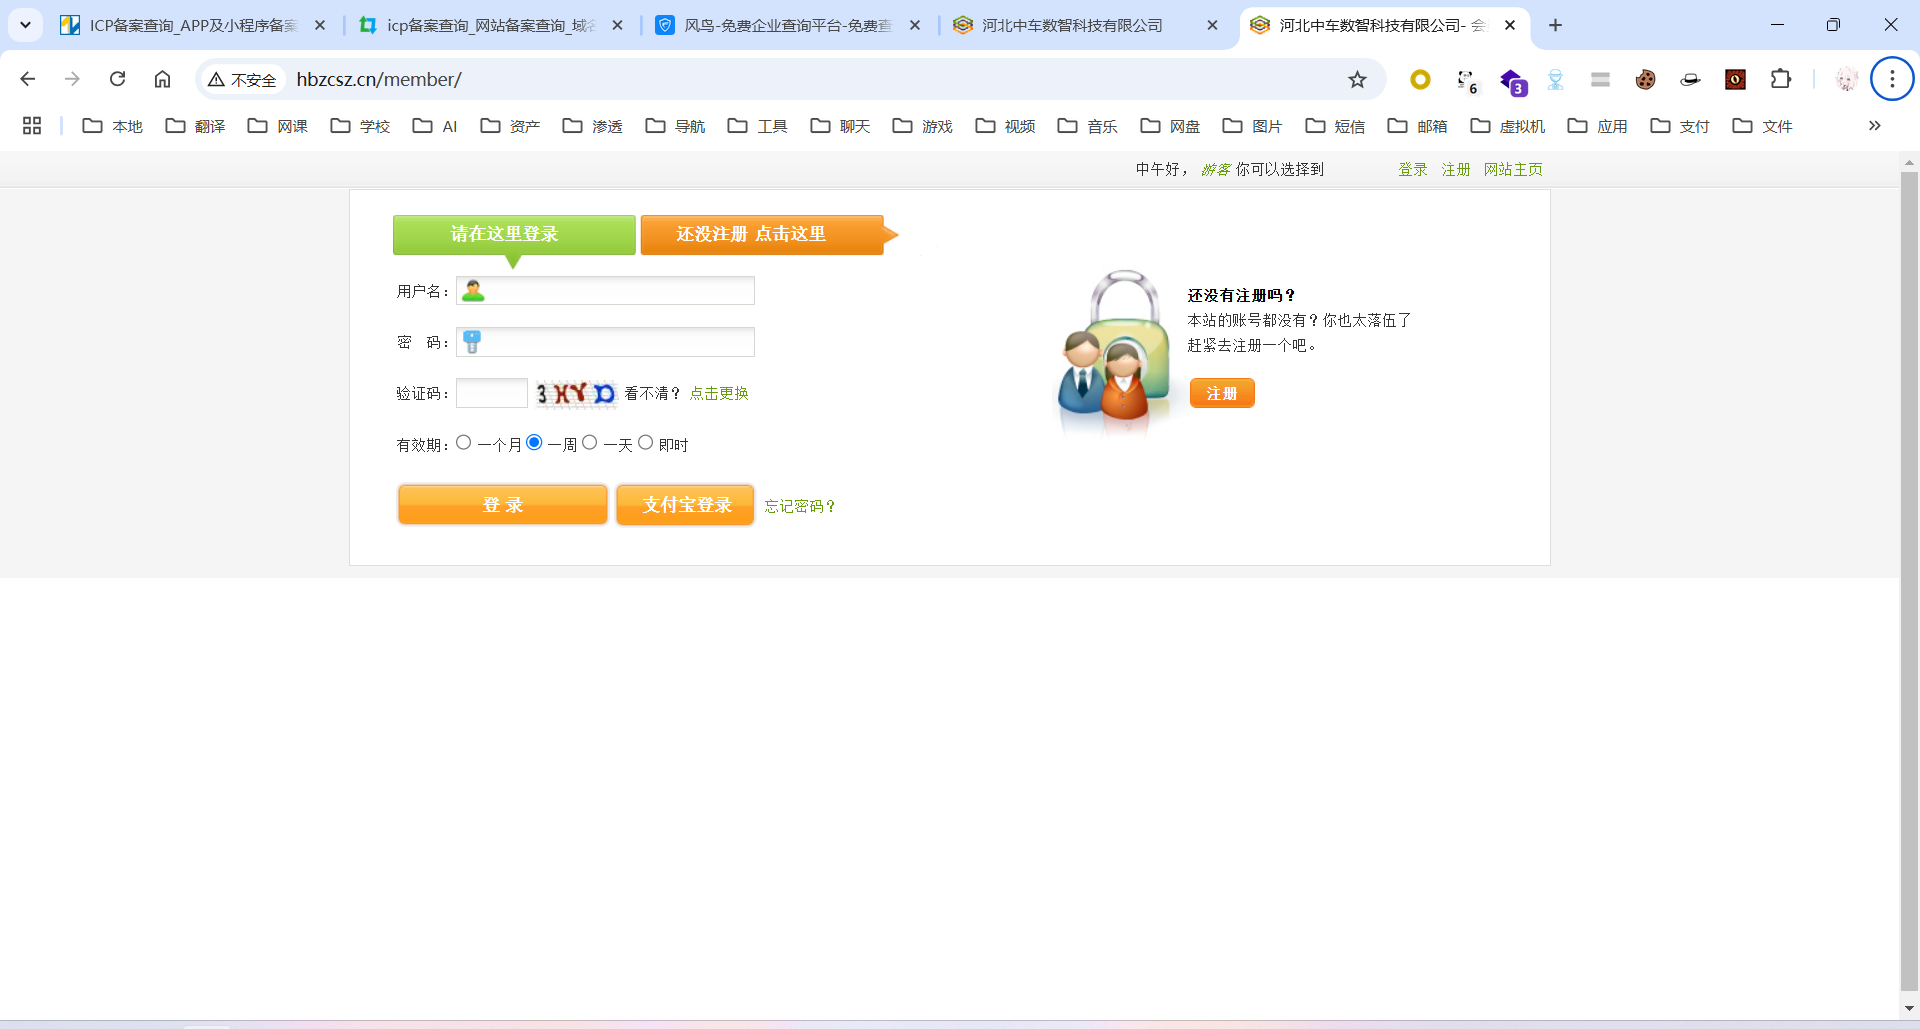 ICP备案查询_APP及小程序备案
icp备案查询_网站备案查询_域名
风鸟-免费企业查询平台-免费查
河北中车数智科技有限公司
河北中车数智科技有限公司- 会
不安全 hbzcsz.cn/member/
6
3
本地 翻译 网课 学校 AI 资产 渗透 导航 工具 聊天 游戏 视频 音乐 网盘 图片 短信 邮箱 虚拟机 应用 支付 文件
中午好， 游客 你可以选择到 登录 注册 网站主页
请在这里登录 还没注册 点击这里
用户名：
密 码：
验证码： 3HYD 看不清？ 点击更换
有效期： 一个月 一周 一天 即时
登 录 支付宝登录 忘记密码？
还没有注册吗？
本站的账号都没有？你也太落伍了
赶紧去注册一个吧。
注册